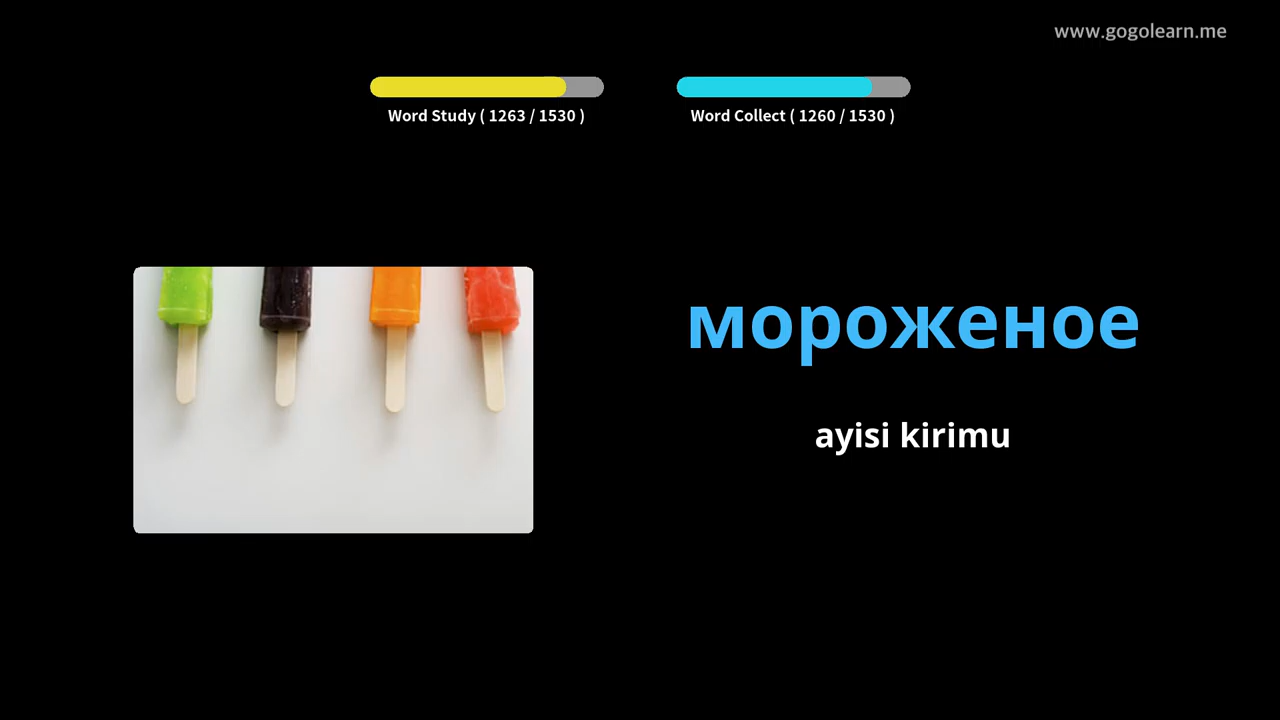 www.gogolearn.me
Word Study ( 1263 / 1530 )
Word Collect ( 1260 / 1530 )
мороженое
ayisi kirimu